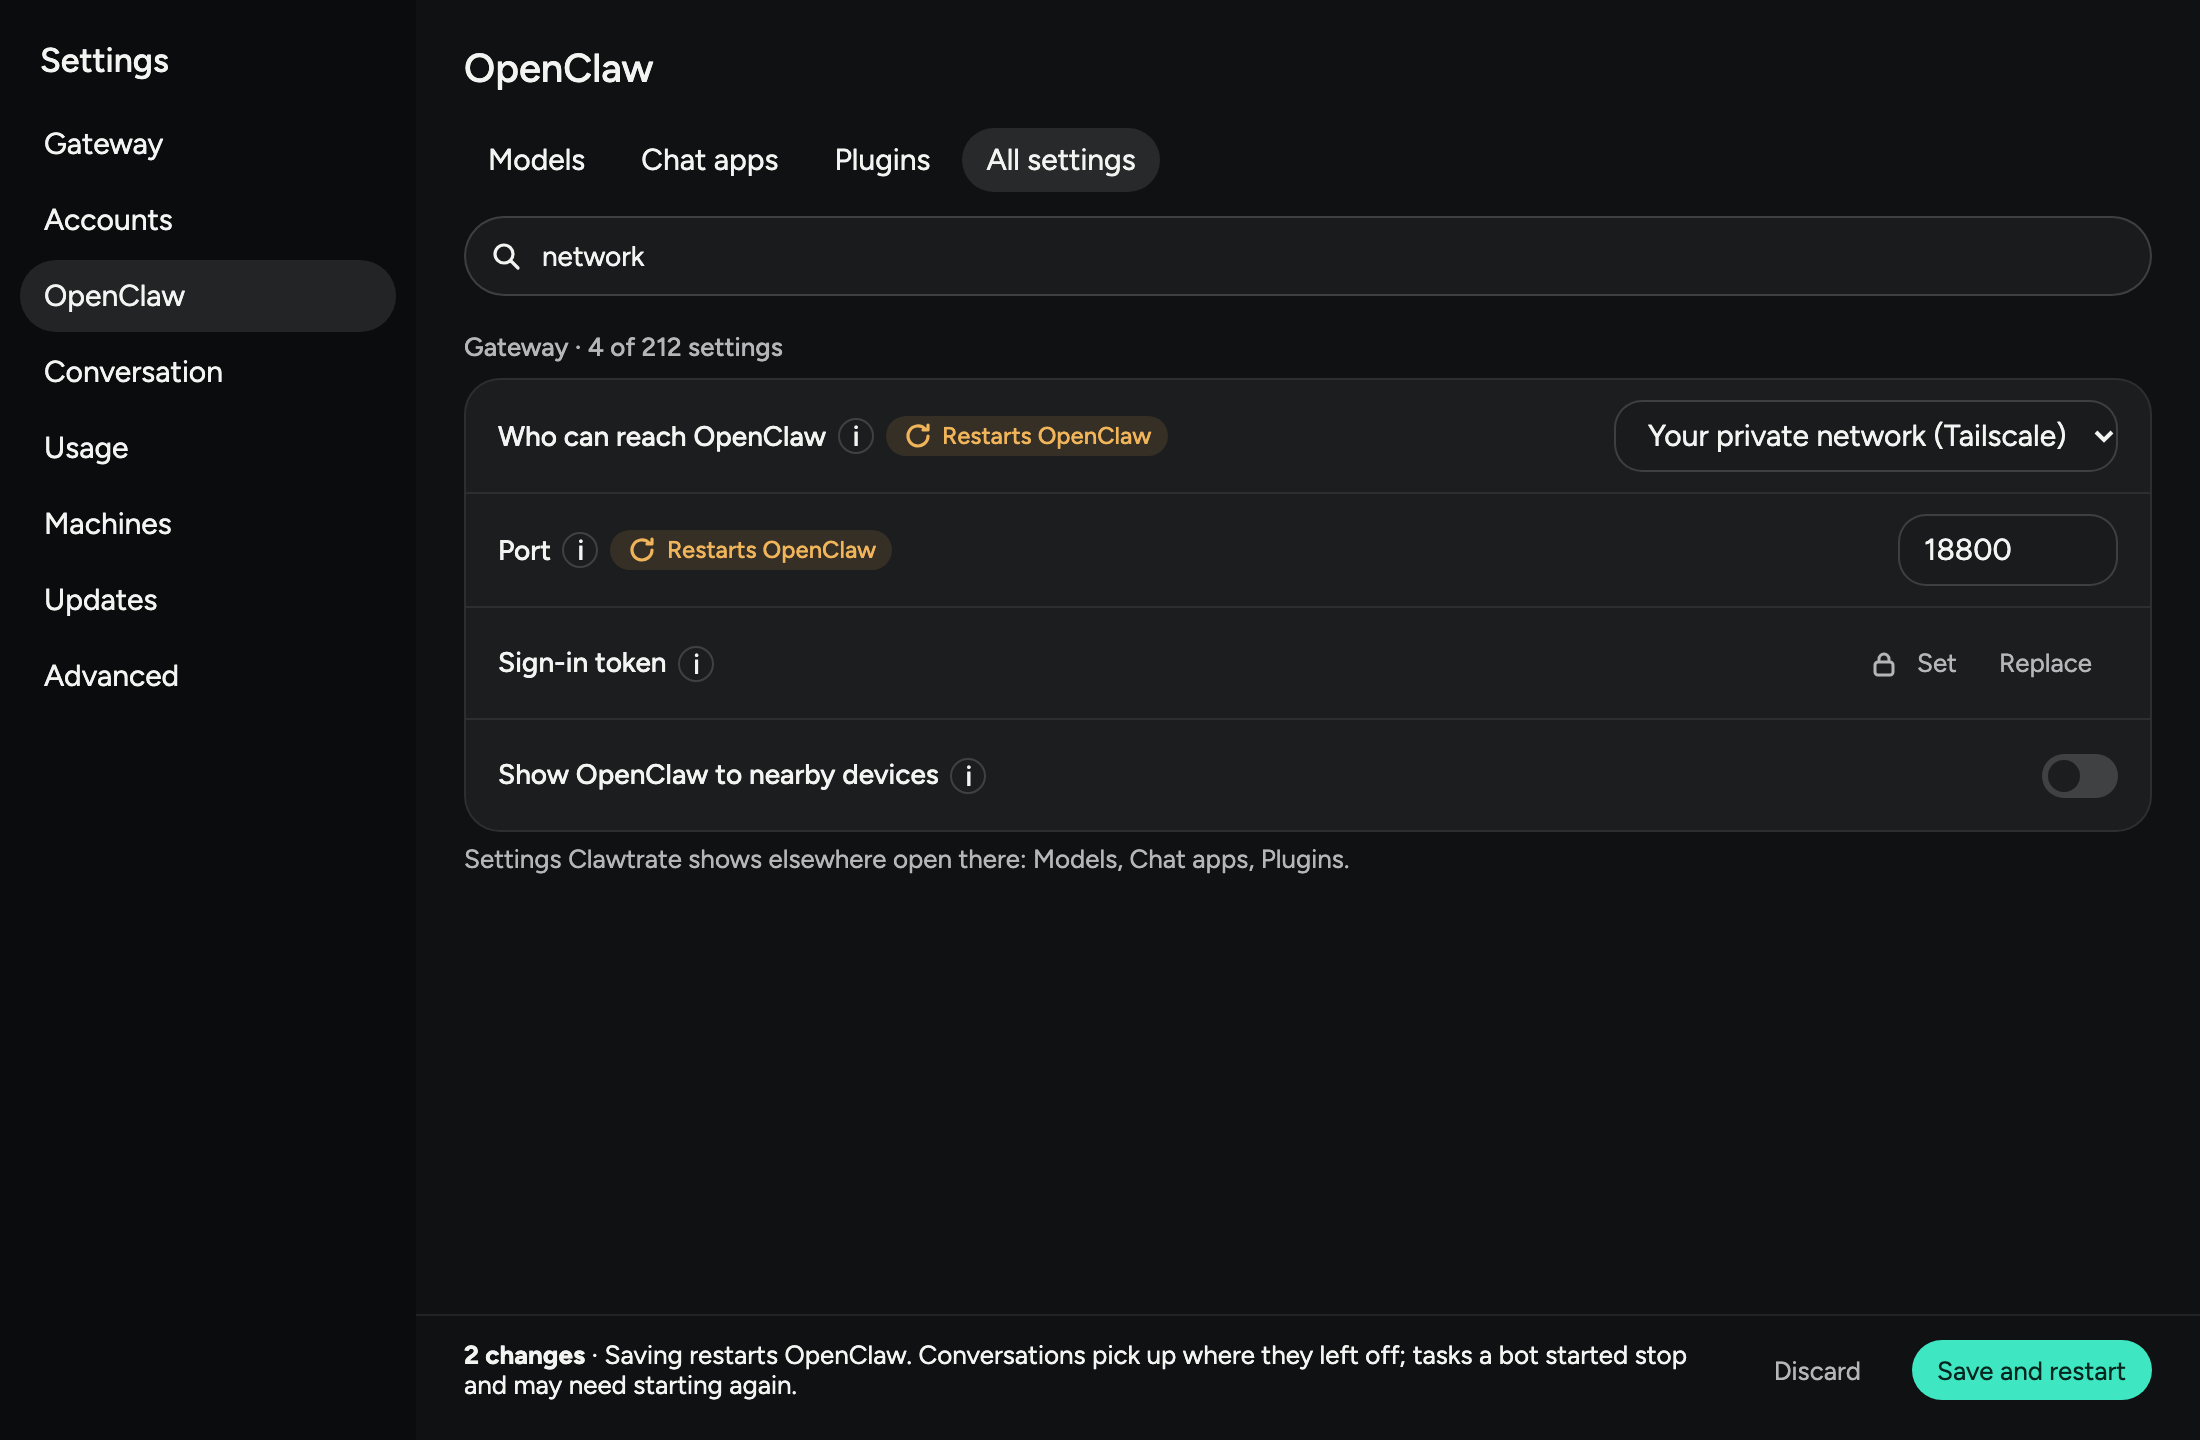 Settings
Gateway
Accounts
OpenClaw
Conversation
Usage
Machines
Updates
Advanced
OpenClaw
Models Chat apps Plugins All settings
network
Gateway · 4 of 212 settings
Who can reach OpenClaw i Restarts OpenClaw Your private network (Tailscale)
Port i Restarts OpenClaw 18800
Sign-in token i Set Replace
Show OpenClaw to nearby devices i
Settings Clawtrate shows elsewhere open there: Models, Chat apps, Plugins.
2 changes · Saving restarts OpenClaw. Conversations pick up where they left off; tasks a bot started stop
and may need starting again.
Discard Save and restart